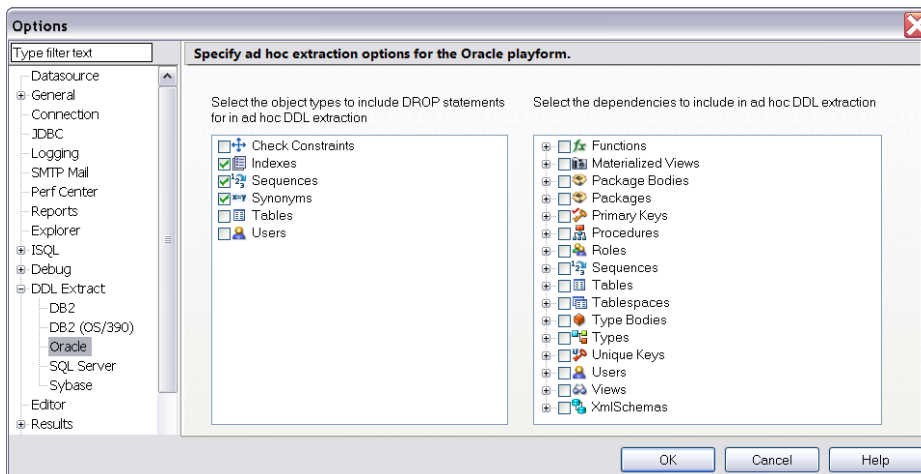 Options
Type filter text
Datasource
General
Connection
JDBC
Logging
SMTP Mail
Perf Center
Reports
Explorer
ISQL
Debug
DDL Extract
DB2
DB2 (OS/390)
Oracle
SQL Server
Sybase
Editor
Results
Specify ad hoc extraction options for the Oracle playform.
Select the object types to include DROP statements
for in ad hoc DDL extraction
Check Constraints
Indexes
Sequences
Synonyms
Tables
Users
Select the dependencies to include in ad hoc DDL extraction
Functions
Materialized Views
Package Bodies
Packages
Primary Keys
Procedures
Roles
Sequences
Tables
Tablespaces
Type Bodies
Types
Unique Keys
Users
Views
XmlSchemas
OK
Cancel
Help